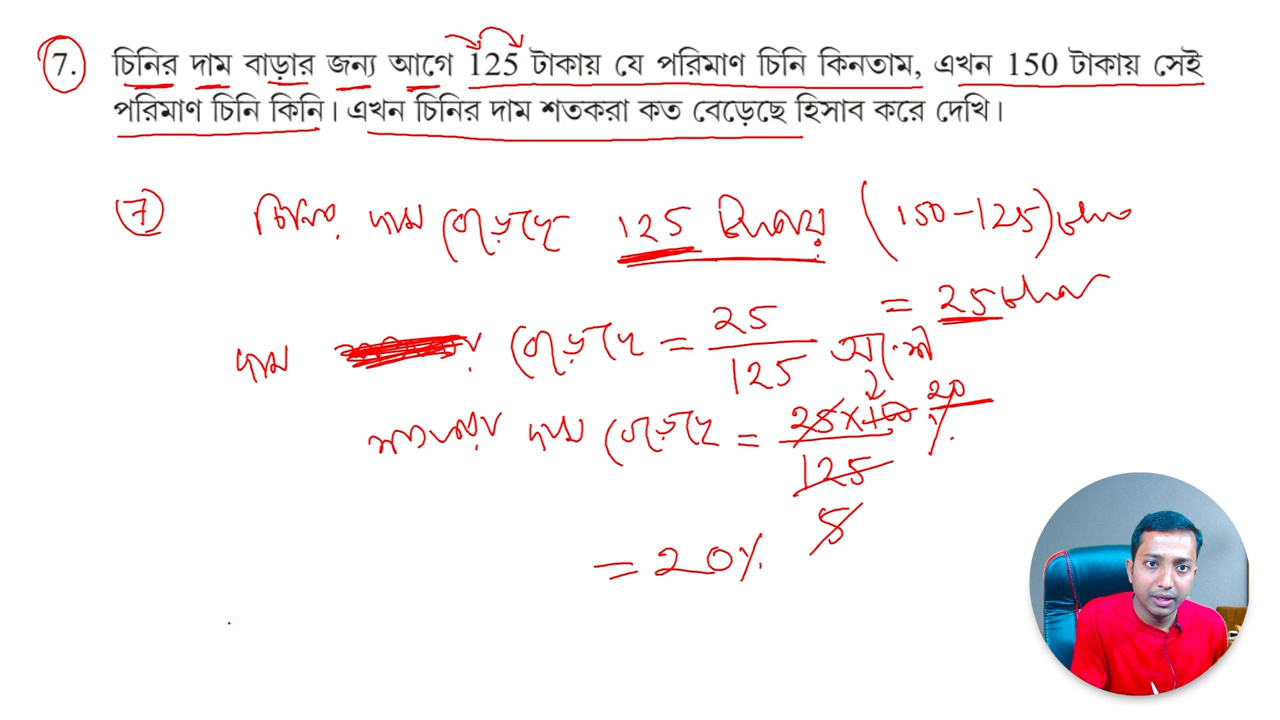 7. চিনির দাম বাড়ার জন্য আগে 125 টাকায় যে পরিমাণ চিনি কিনতাম, এখন 150 টাকায় সেই
পরিমাণ চিনি কিনি। এখন চিনির দাম শতকরা কত বেড়েছে হিসাব করে দেখি।
7 চিনির দাম বেড়েছে 125 টাকায় (150-125) টাকা
= 25 টাকা
দাম বেড়েছে = 25/125 অংশ
শতকরা দাম বেড়েছে = 25×100/125 %
20
5
= 20%